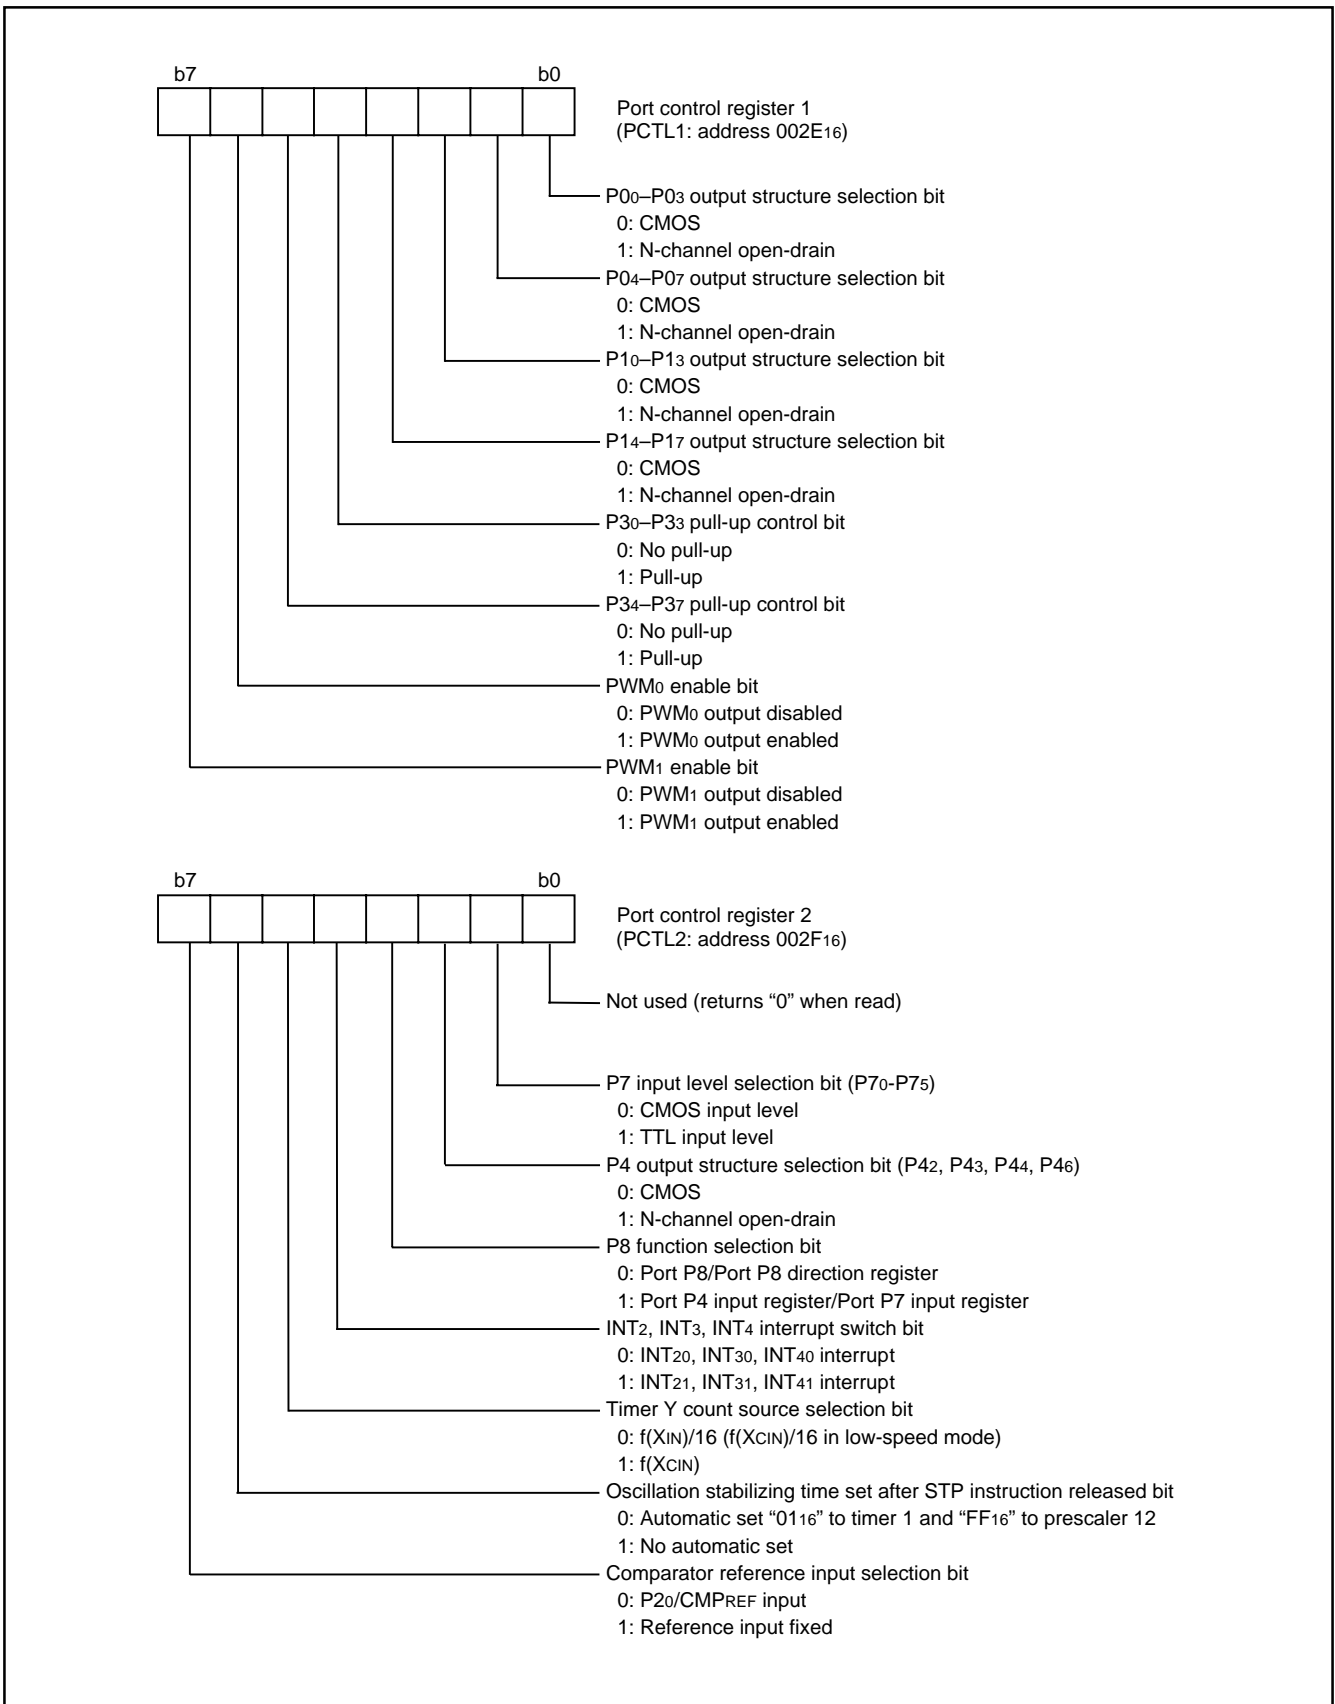 b7 b0
Port control register 1
(PCTL1: address 002E16)
P00–P03 output structure selection bit
0: CMOS
1: N-channel open-drain
P04–P07 output structure selection bit
0: CMOS
1: N-channel open-drain
P10–P13 output structure selection bit
0: CMOS
1: N-channel open-drain
P14–P17 output structure selection bit
0: CMOS
1: N-channel open-drain
P30–P33 pull-up control bit
0: No pull-up
1: Pull-up
P34–P37 pull-up control bit
0: No pull-up
1: Pull-up
PWM0 enable bit
0: PWM0 output disabled
1: PWM0 output enabled
PWM1 enable bit
0: PWM1 output disabled
1: PWM1 output enabled
b7 b0
Port control register 2
(PCTL2: address 002F16)
Not used (returns “0” when read)
P7 input level selection bit (P70-P75)
0: CMOS input level
1: TTL input level
P4 output structure selection bit (P42, P43, P44, P46)
0: CMOS
1: N-channel open-drain
P8 function selection bit
0: Port P8/Port P8 direction register
1: Port P4 input register/Port P7 input register
INT2, INT3, INT4 interrupt switch bit
0: INT20, INT30, INT40 interrupt
1: INT21, INT31, INT41 interrupt
Timer Y count source selection bit
0: f(XIN)/16 (f(XCIN)/16 in low-speed mode)
1: f(XCIN)
Oscillation stabilizing time set after STP instruction released bit
0: Automatic set “0116” to timer 1 and “FF16” to prescaler 12
1: No automatic set
Comparator reference input selection bit
0: P20/CMPREF input
1: Reference input fixed